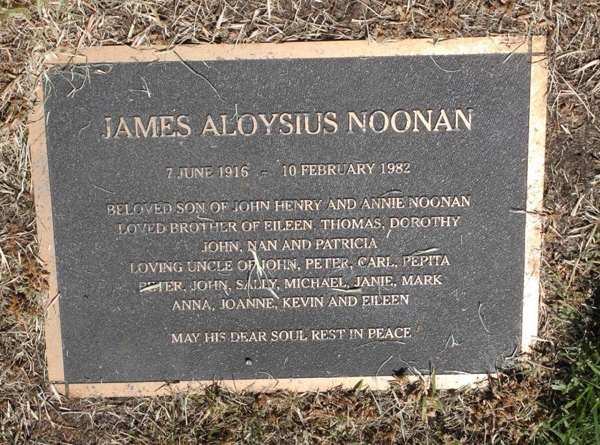 JAMES ALOYSIUS NOONAN
7 JUNE 1916 - 10 FEBRUARY 1982
BELOVED SON OF JOHN HENRY AND ANNIE NOONAN
LOVED BROTHER OF EILEEN, THOMAS, DOROTHY
JOHN, NAN AND PATRICIA
LOVING UNCLE OF JOHN, PETER, CARL, PEPITA
PETER, JOHN, SALLY, MICHAEL, JANIE, MARK
ANNA, JOANNE, KEVIN AND EILEEN
MAY HIS DEAR SOUL REST IN PEACE